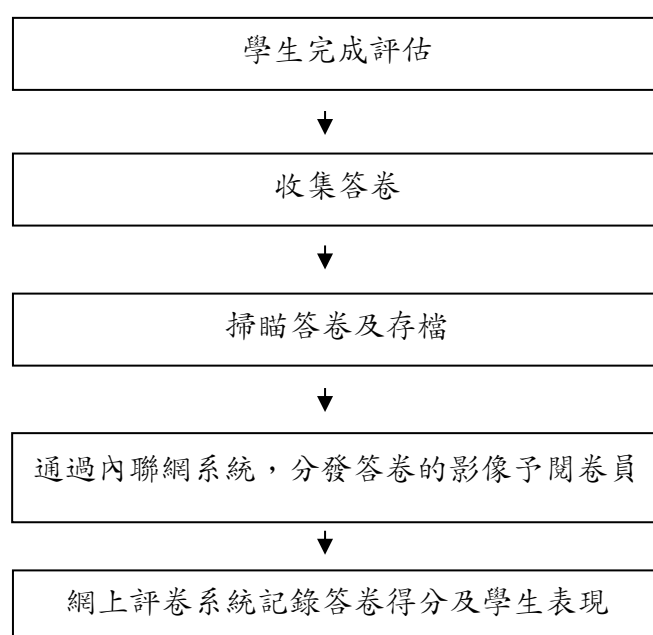 學生完成評估
收集答卷
掃瞄答卷及存檔
通過內聯網系統，分發答卷的影像予閱卷員
網上評卷系統記錄答卷得分及學生表現